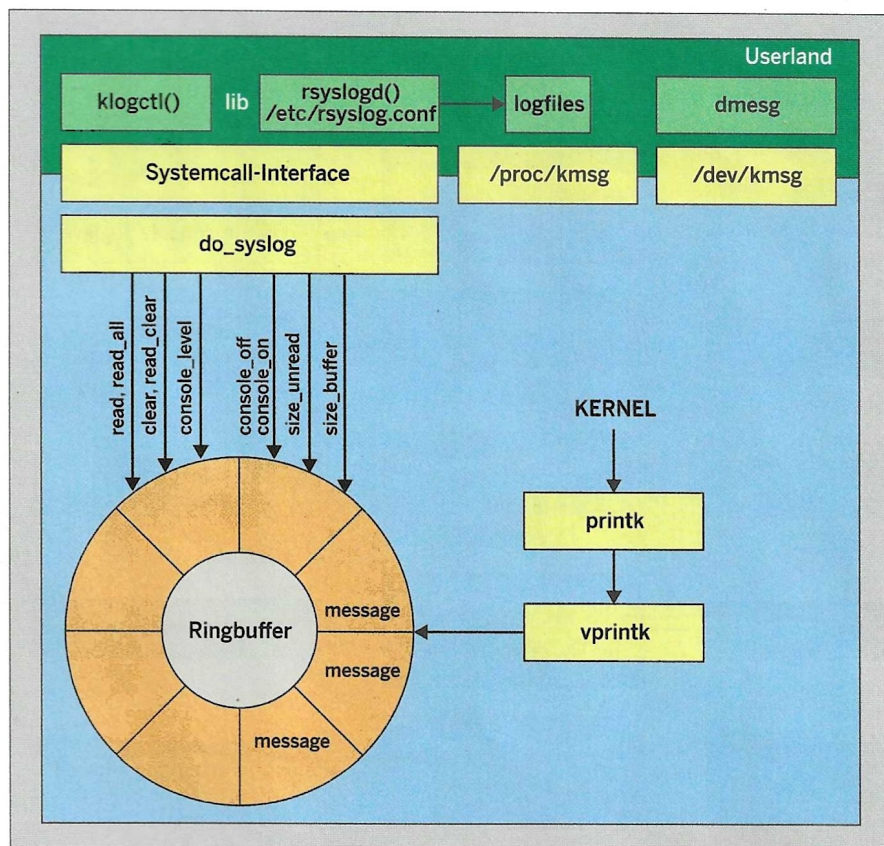 Userland
klogctl()
lib
rsyslogd()
/etc/rsyslog.conf
logfiles
dmesg
Systemcall-Interface
/proc/kmsg
/dev/kmsg
do_syslog
read, read_all
clear, read_clear
console_level
console_off
console_on
size_unread
size_buffer
KERNEL
printk
vprintk
Ringbuffer
message
message
message